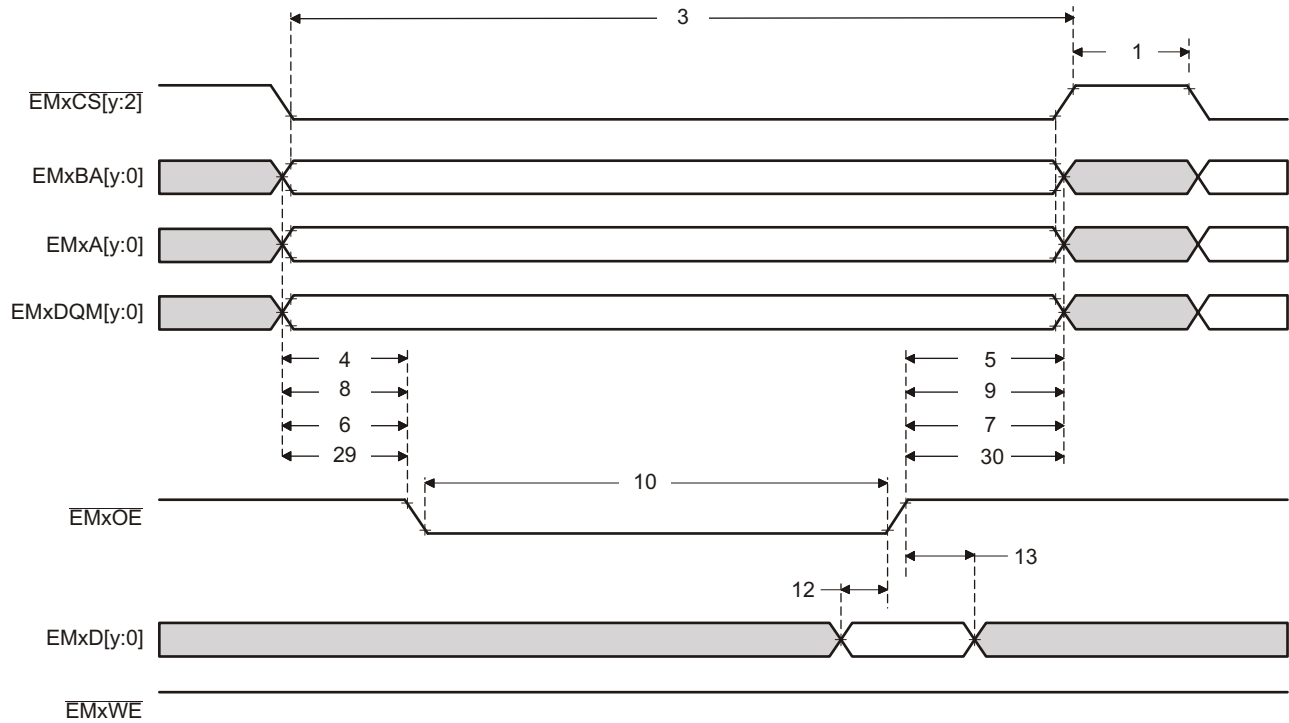 3
1
EMxCS[y:2]
EMxBA[y:0]
EMxA[y:0]
EMxDQM[y:0]
4 5
8 9
6 7
29 30
10
EMxOE
13
12
EMxD[y:0]
EMxWE